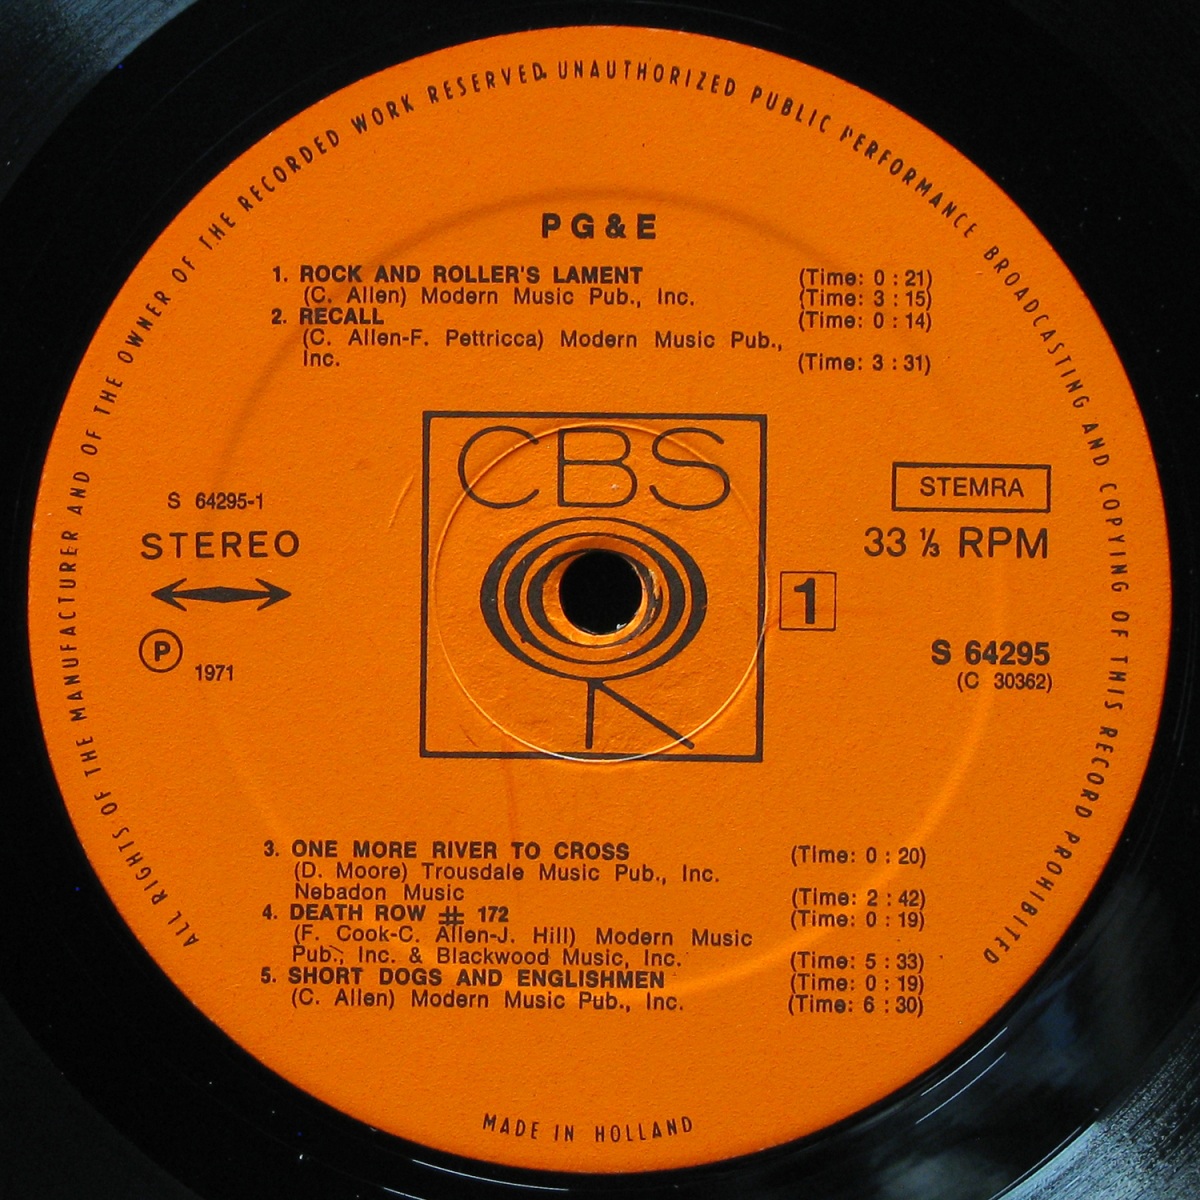 ALL RIGHTS OF THE MANUFACTURER AND OF THE OWNER OF THE RECORDED WORK RESERVED. UNAUTHORIZED PUBLIC PERFORMANCE BROADCASTING AND COPYING OF THIS RECORD PROHIBITED
PG&E
1. ROCK AND ROLLER'S LAMENT (Time: 0 : 21)
(C. Allen) Modern Music Pub., Inc. (Time: 3 : 15)
2. RECALL (Time: 0 : 14)
(C. Allen-F. Pettricca) Modern Music Pub.,
Inc. (Time: 3 : 31)
CBS
S 64295-1
STEREO
P 1971
STEMRA
33 ⅓ RPM
1
S 64295
(C 30362)
3. ONE MORE RIVER TO CROSS (Time: 0 : 20)
(D. Moore) Trousdale Music Pub., Inc.
Nebadon Music (Time: 2 : 42)
4. DEATH ROW # 172 (Time: 0 : 19)
(F. Cook-C. Allen-J. Hill) Modern Music
Pub., Inc. & Blackwood Music, Inc. (Time: 5 : 33)
5. SHORT DOGS AND ENGLISHMEN (Time: 0 : 19)
(C. Allen) Modern Music Pub., Inc. (Time: 6 : 30)
MADE IN HOLLAND